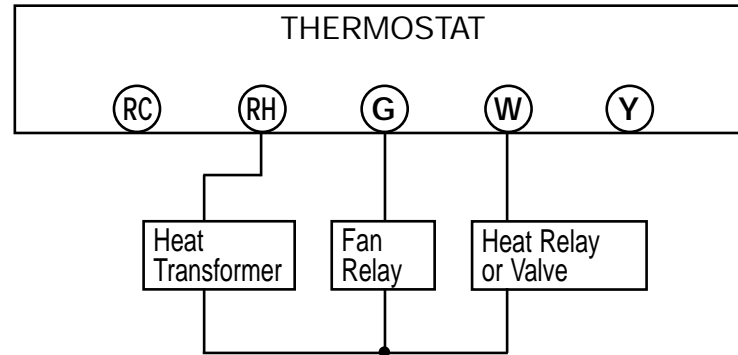 THERMOSTAT
RC RH G W Y
Heat
Transformer
Fan
Relay
Heat Relay
or Valve